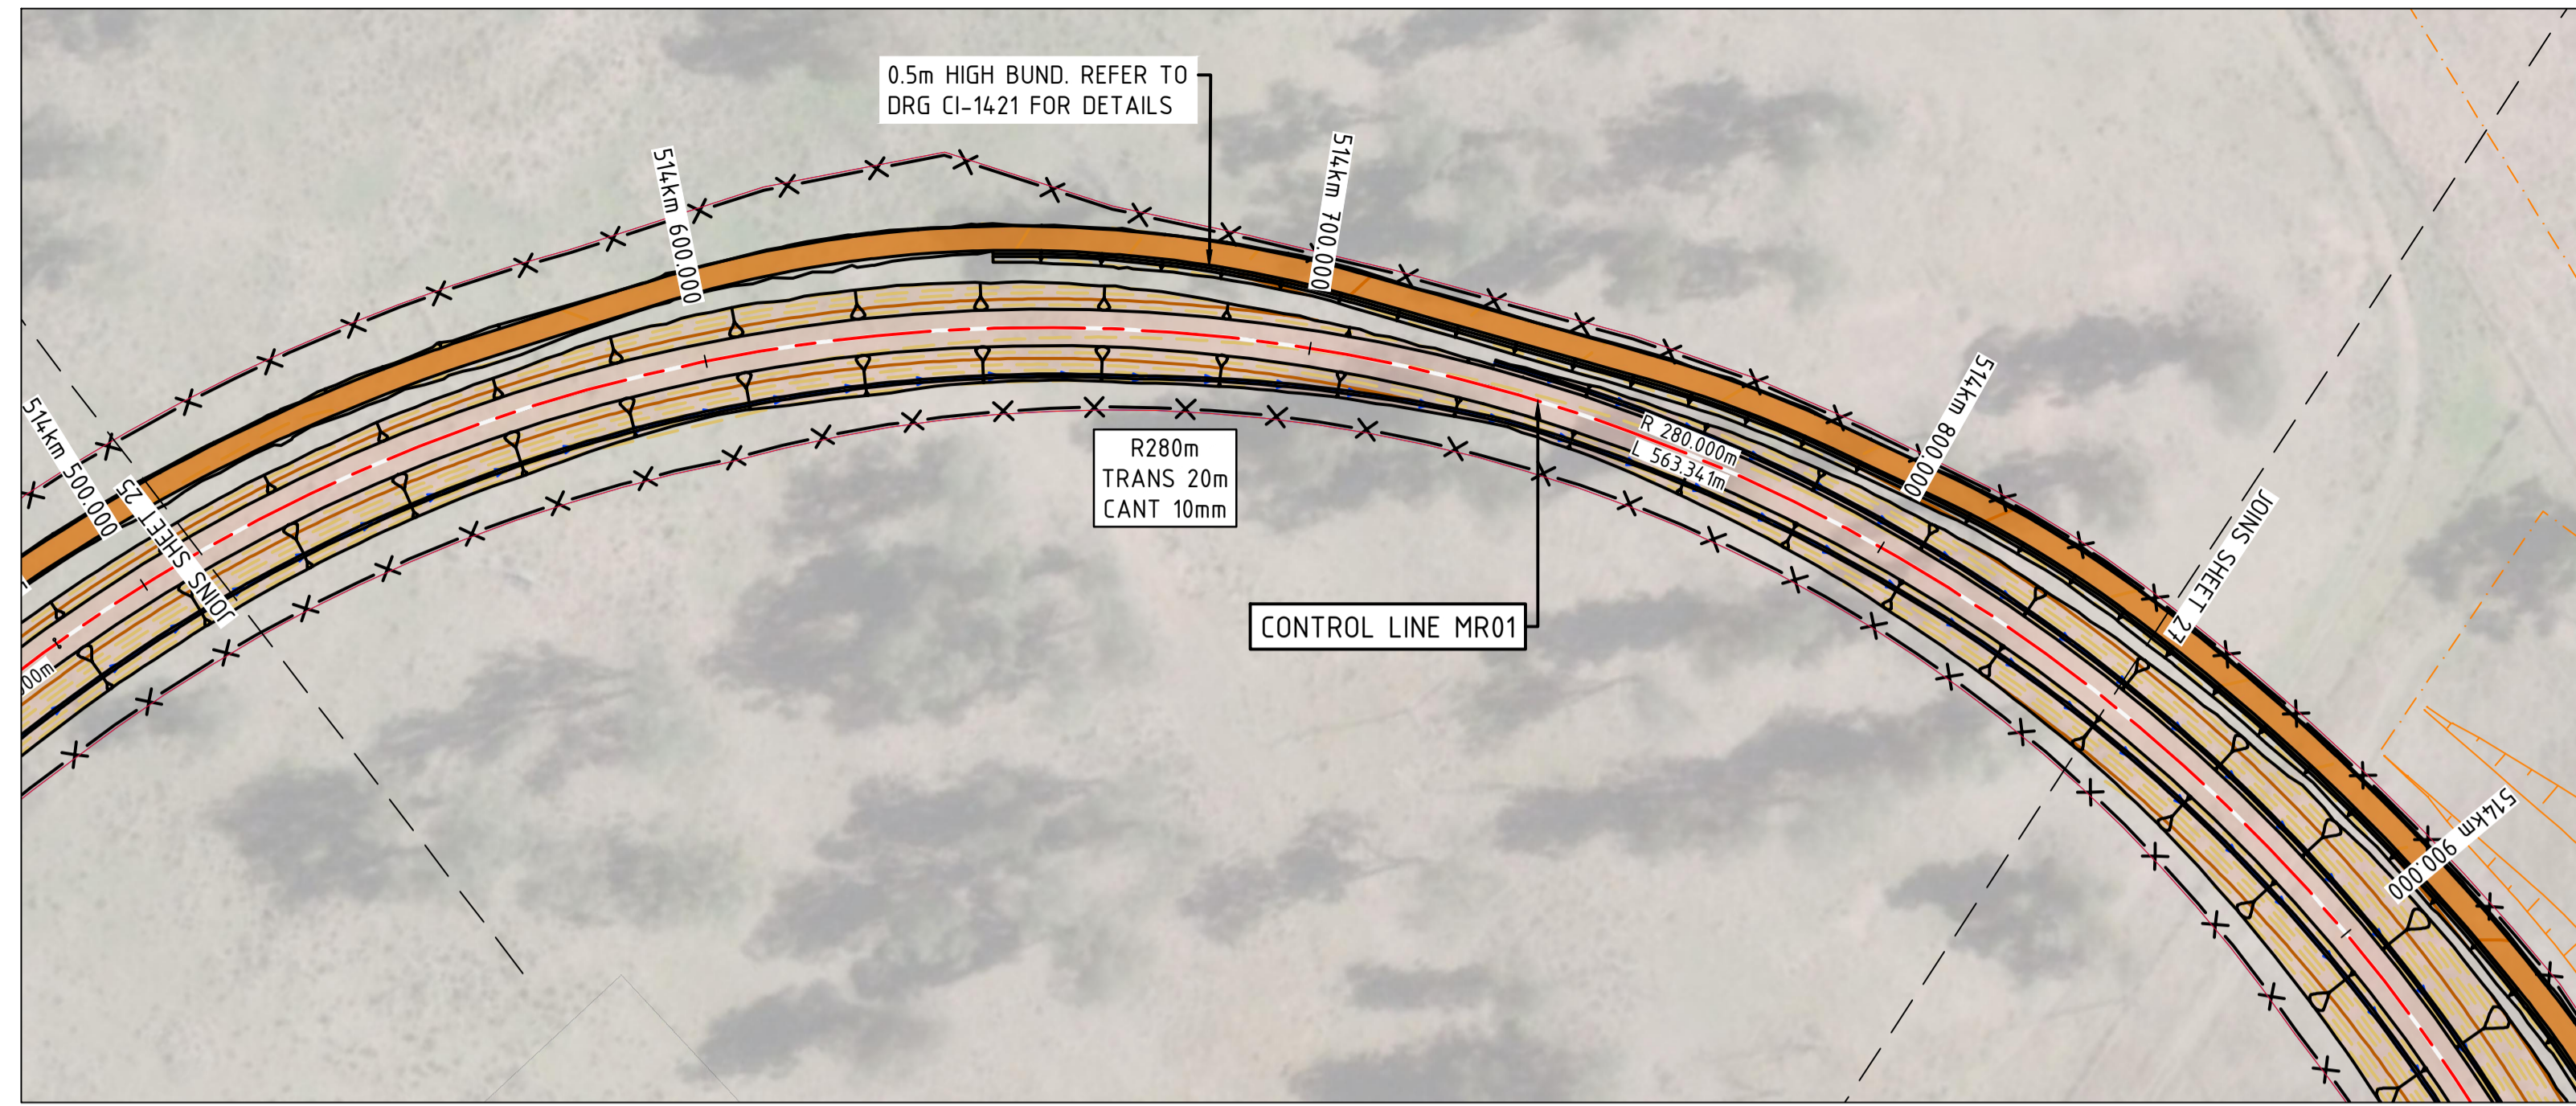 0.5m HIGH BUND. REFER TO
DRG CI-1421 FOR DETAILS
514km 600.000
514km 700.000
514km 500.000
JOINS SHEET 25
R280m
TRANS 20m
CANT 10mm
R 280.000m
L 563.341m
514km 800.000
CONTROL LINE MR01
JOINS SHEET 27
514km 900.000